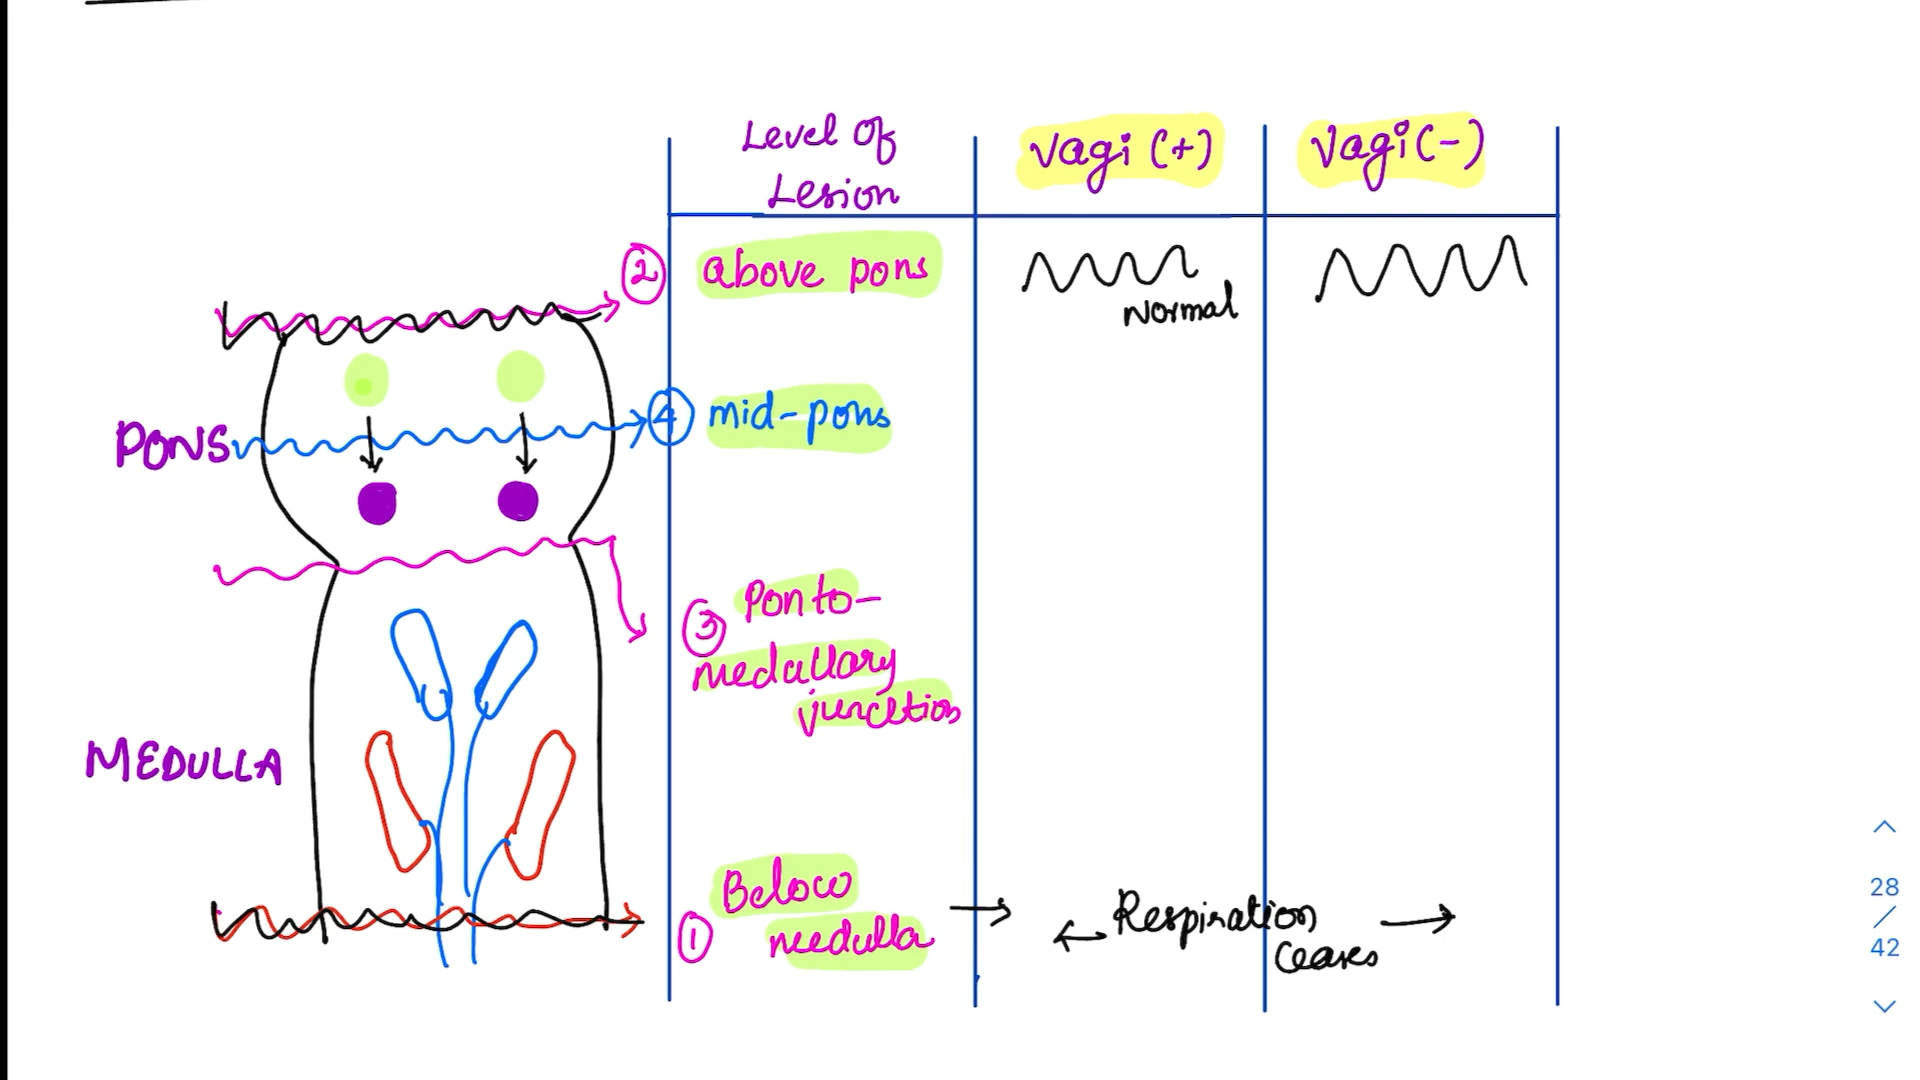 Level of
Lesion
Vagi (+)
Vagi (-)
② above pons
Normal
④ mid-pons
PONS
③ Ponto-
medullary
junction
MEDULLA
① Below
medulla
Respiration
Ceases
28
/
42